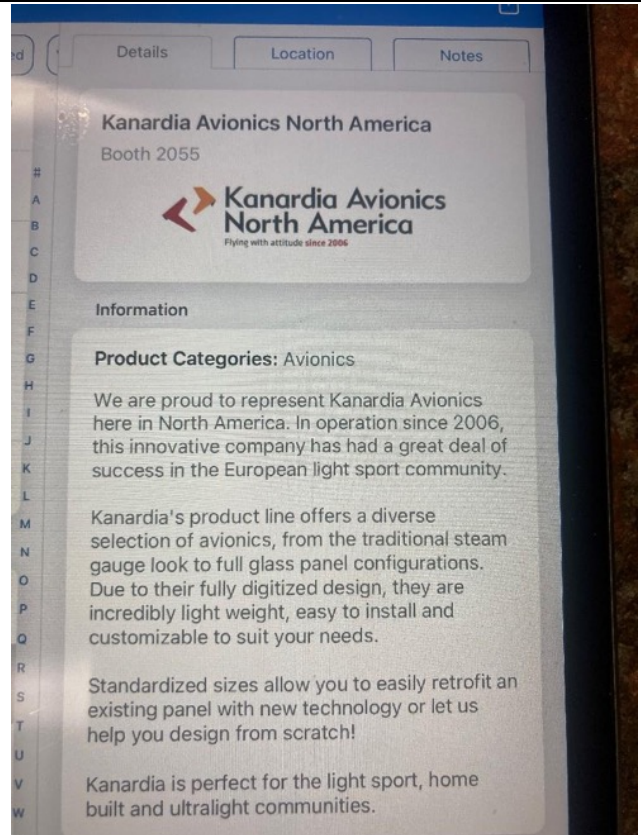 ed
Details
Location
Notes
Kanardia Avionics North America
Booth 2055
Kanardia Avionics
North America
Flying with attitude since 2006
#
A
B
C
D
E
F
G
H
I
J
K
L
M
N
O
P
Q
R
S
T
U
V
W
Information
Product Categories: Avionics
We are proud to represent Kanardia Avionics
here in North America. In operation since 2006,
this innovative company has had a great deal of
success in the European light sport community.
Kanardia's product line offers a diverse
selection of avionics, from the traditional steam
gauge look to full glass panel configurations.
Due to their fully digitized design, they are
incredibly light weight, easy to install and
customizable to suit your needs.
Standardized sizes allow you to easily retrofit an
existing panel with new technology or let us
help you design from scratch!
Kanardia is perfect for the light sport, home
built and ultralight communities.